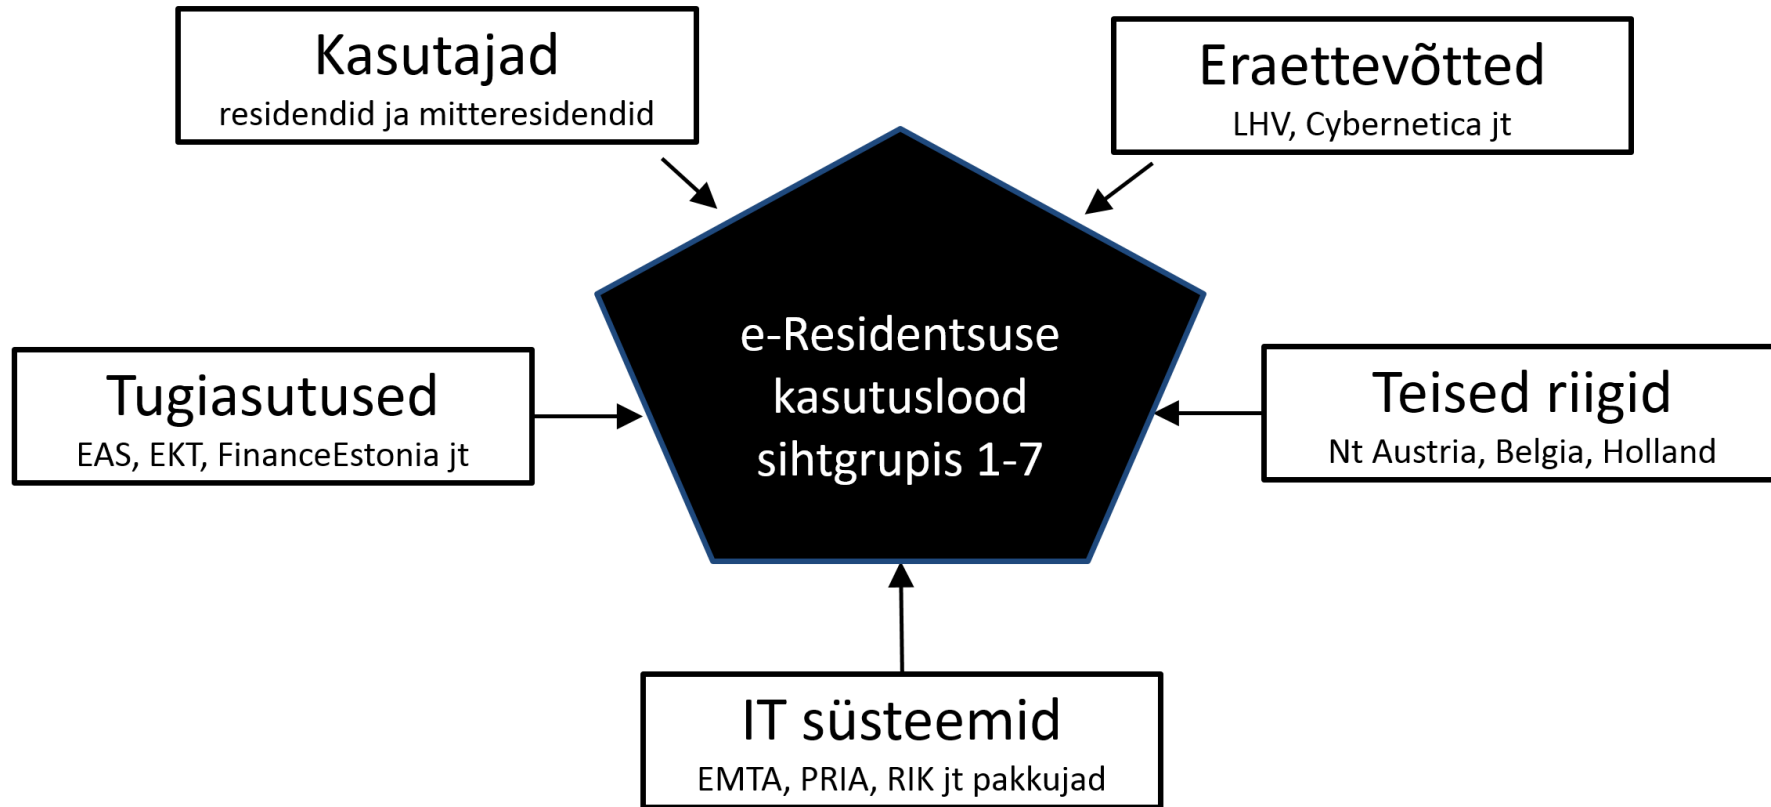 Kasutajad
residendid ja mitteresidendid
Eraettevõtted
LHV, Cybernetica jt
e-Residentsuse
kasutuslood
sihtgrupis 1-7
Tugiasutused
EAS, EKT, FinanceEstonia jt
Teised riigid
Nt Austria, Belgia, Holland
IT süsteemid
EMTA, PRIA, RIK jt pakkujad